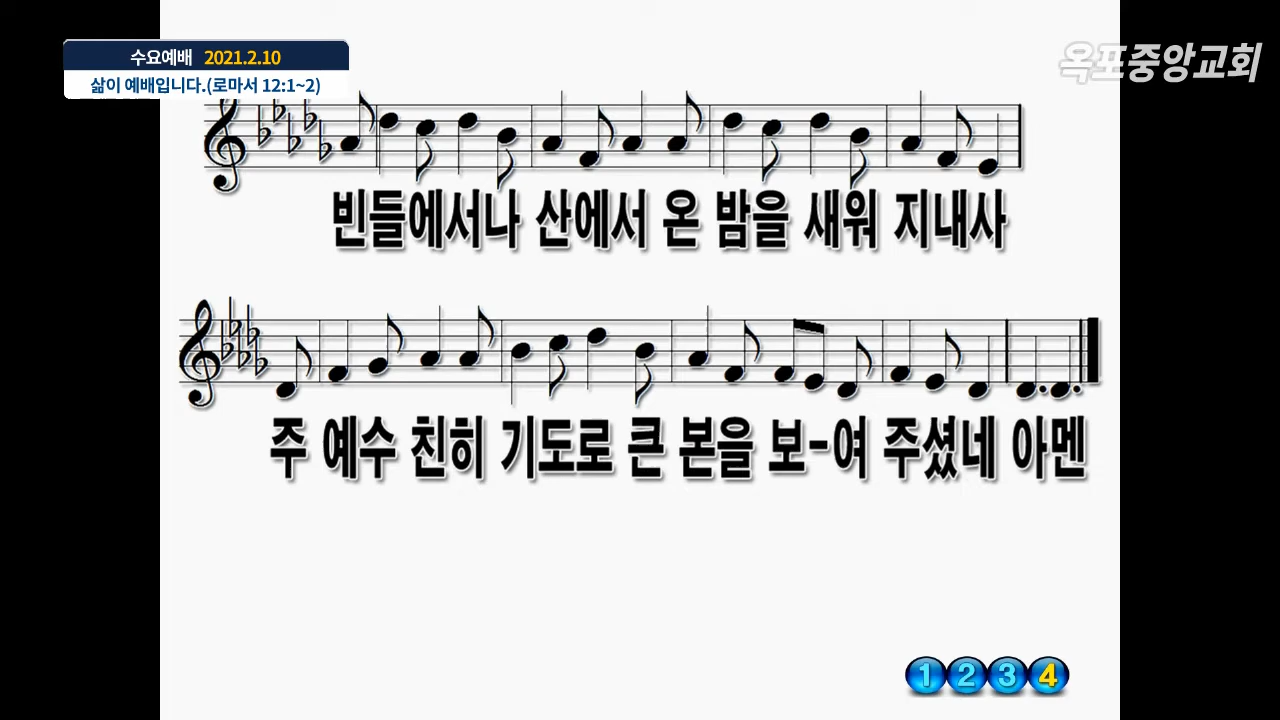 수요예배 2021.2.10
삶이 예배입니다.(로마서 12:1~2)
옥포중앙교회
빈들에서나 산에서 온 밤을 새워 지내사
주 예수 친히 기도로 큰 본을 보-여 주셨네 아멘
1 2 3 4